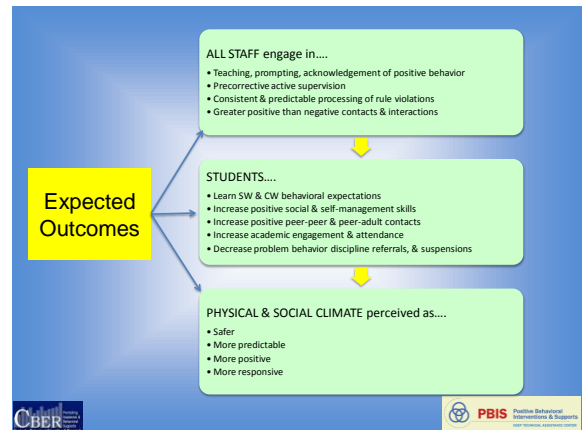 ALL STAFF engage in….
• Teaching, prompting, acknowledgement of positive behavior
• Precorrective active supervision
• Consistent & predictable processing of rule violations
• Greater positive than negative contacts & interactions
Expected
Outcomes
STUDENTS….
• Learn SW & CW behavioral expectations
• Increase positive social & self-management skills
• Increase positive peer-peer & peer-adult contacts
• Increase academic engagement & attendance
• Decrease problem behavior discipline referrals, & suspensions
PHYSICAL & SOCIAL CLIMATE perceived as….
• Safer
• More predictable
• More positive
• More responsive
CBER
PBIS
Positive Behavioral
Interventions & Supports